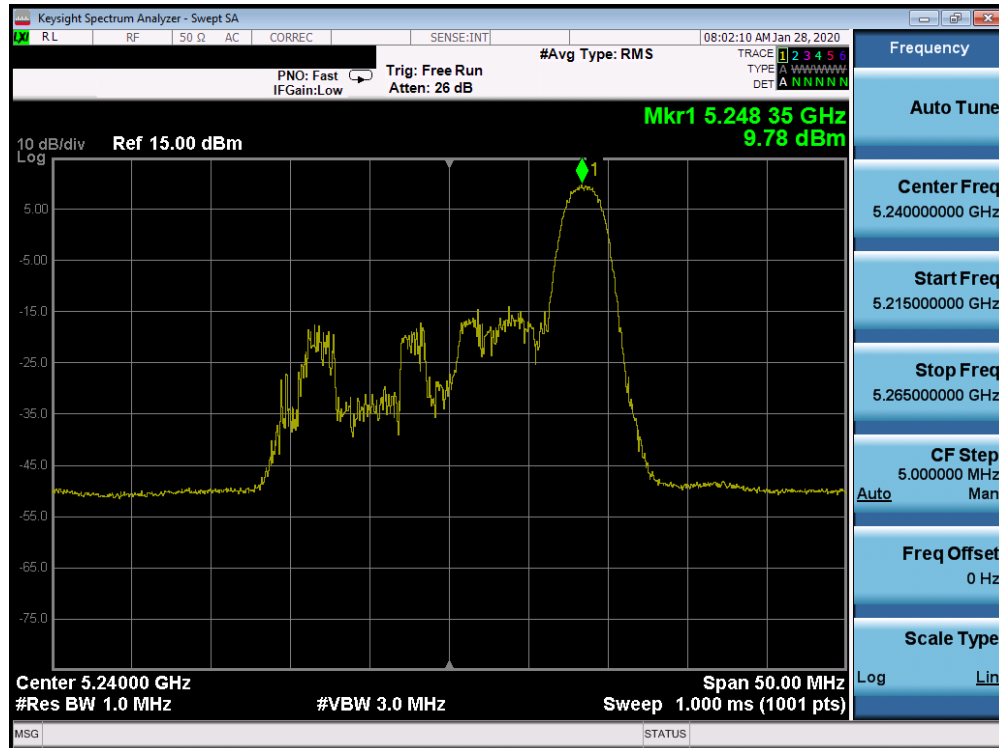 Keysight Spectrum Analyzer - Swept SA
LXI RL RF 50 Ω AC CORREC SENSE:INT 08:02:10 AM Jan 28, 2020
#Avg Type: RMS
TRACE 1 2 3 4 5 6
TYPE A WWWWW
DET A N N N N N
PNO: Fast
IFGain:Low
Trig: Free Run
Atten: 26 dB
Mkr1 5.248 35 GHz
9.78 dBm
10 dB/div Ref 15.00 dBm
Log
1
5.00
-5.00
-15.0
-25.0
-35.0
-45.0
-55.0
-65.0
-75.0
Center 5.24000 GHz
Span 50.00 MHz
#Res BW 1.0 MHz
#VBW 3.0 MHz
Sweep 1.000 ms (1001 pts)
MSG
STATUS
Frequency
Auto Tune
Center Freq
5.240000000 GHz
Start Freq
5.215000000 GHz
Stop Freq
5.265000000 GHz
CF Step
5.000000 MHz
Auto Man
Freq Offset
0 Hz
Scale Type
Log Lin